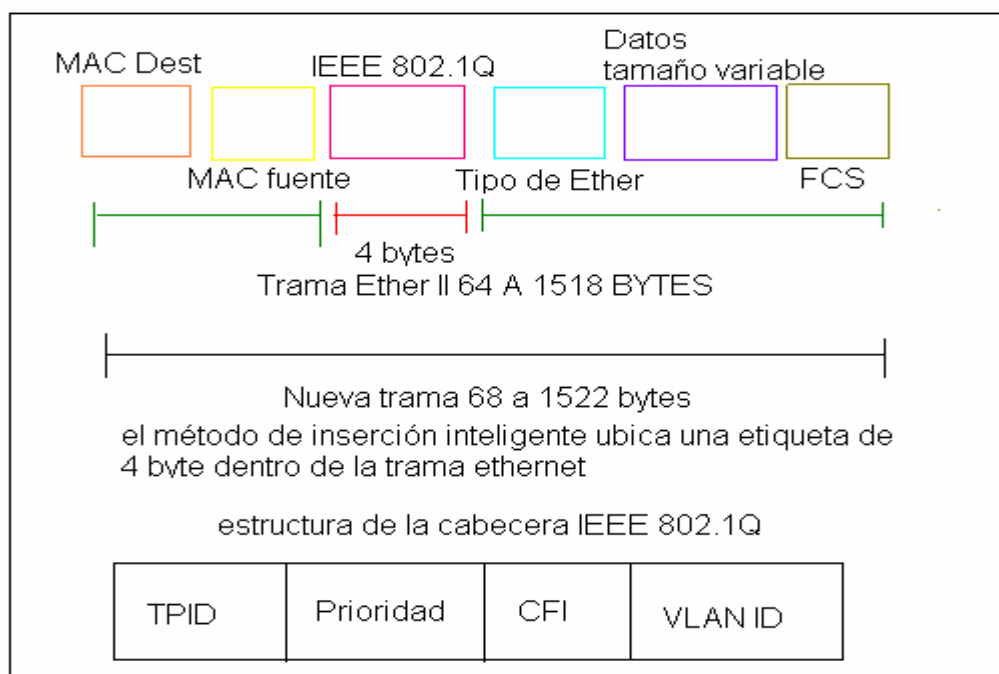 Datos
MAC Dest
IEEE 802.1Q
tamaño variable
MAC fuente
Tipo de Ether
FCS
4 bytes
Trama Ether II 64 A 1518 BYTES
Nueva trama 68 a 1522 bytes
el método de inserción inteligente ubica una etiqueta de
4 byte dentro de la trama ethernet
estructura de la cabecera IEEE 802.1Q
TPID
Prioridad
CFI
VLAN ID